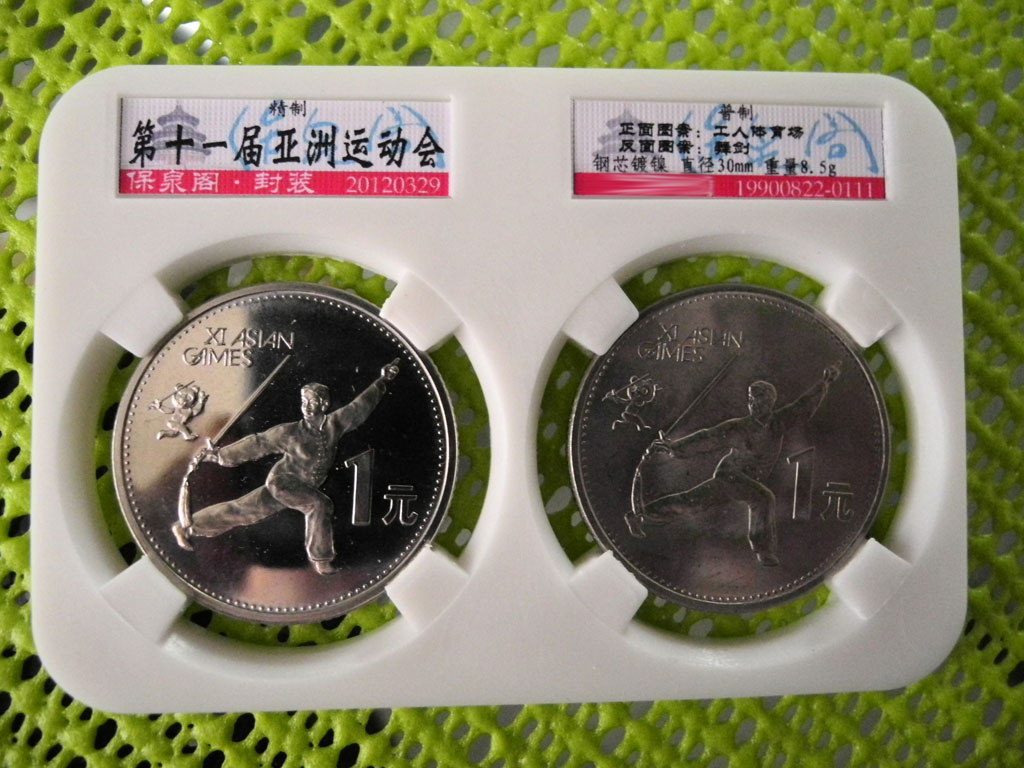 精制
第十一届亚洲运动会
保泉阁·封装 20120329
普制
正面图案：工人体育场
反面图案：舞剑
钢芯镀镍 直径30mm 重量8.5g
19900822-0111
XI ASIAN
GAMES
1元
XI ASIAN
GAMES
1元